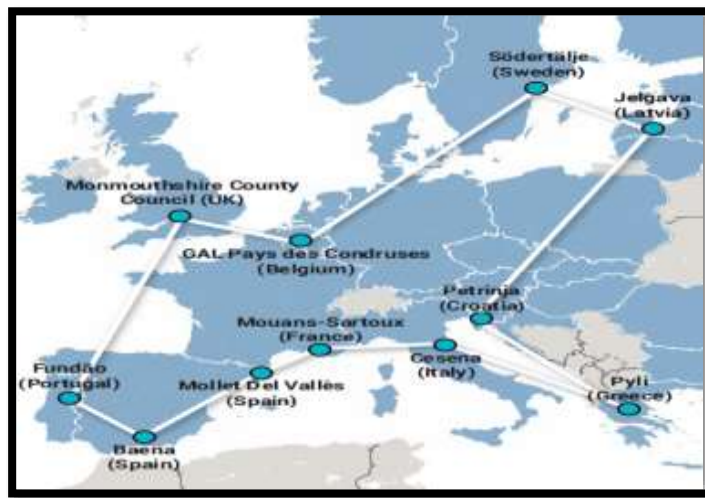 Södertälje
(Sweden)
Jelgava
(Latvia)
Monmouthshire County
Council (UK)
GAL Pays des Condruses
(Belgium)
Petrinja
(Croatia)
Mouans-Sartoux
(France)
Cesena
(Italy)
Fundão
(Portugal)
Mollet Del Vallès
(Spain)
Pyli
(Greece)
Baena
(Spain)